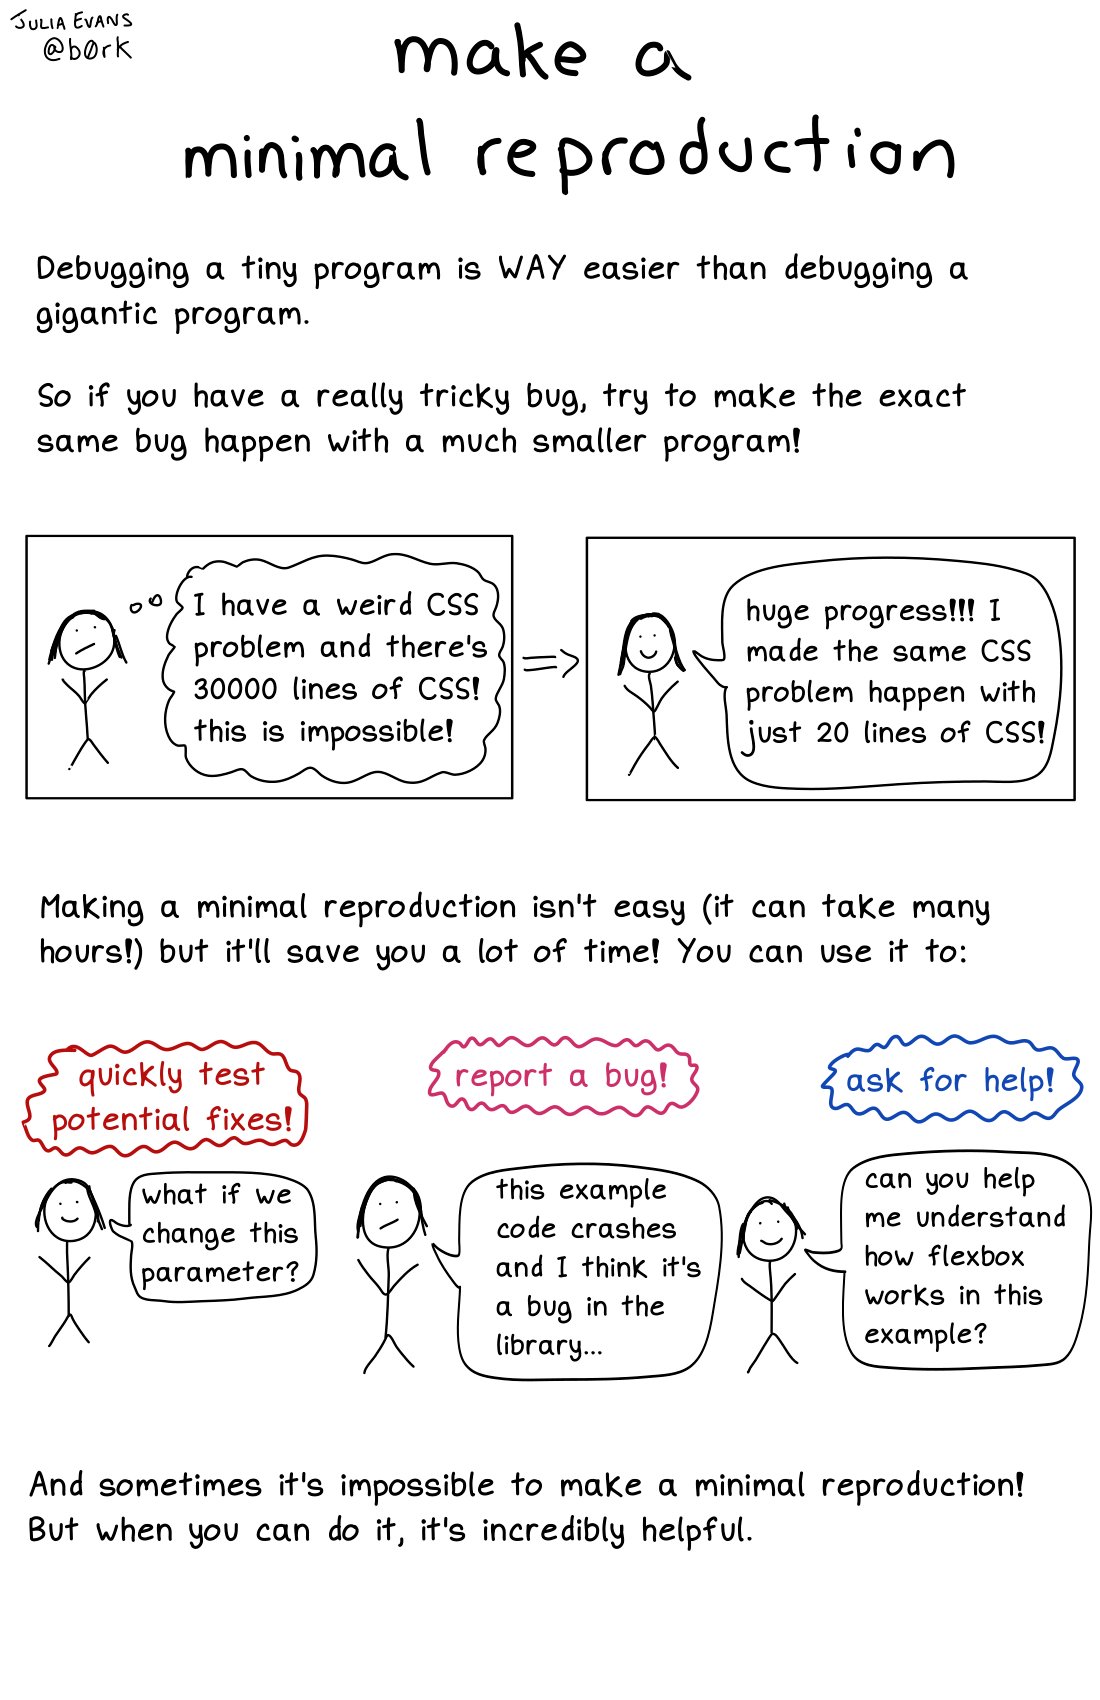 JULIA EVANS
@b0rk
make a
minimal reproduction
Debugging a tiny program is WAY easier than debugging a
gigantic program.
So if you have a really tricky bug, try to make the exact
same bug happen with a much smaller program!
I have a weird CSS
problem and there's
30000 lines of CSS!
this is impossible!
huge progress!!! I
made the same CSS
problem happen with
just 20 lines of CSS!
Making a minimal reproduction isn't easy (it can take many
hours!) but it'll save you a lot of time! You can use it to:
quickly test
potential fixes!
what if we
change this
parameter?
report a bug!
this example
code crashes
and I think it's
a bug in the
library...
ask for help!
can you help
me understand
how flexbox
works in this
example?
And sometimes it's impossible to make a minimal reproduction!
But when you can do it, it's incredibly helpful.